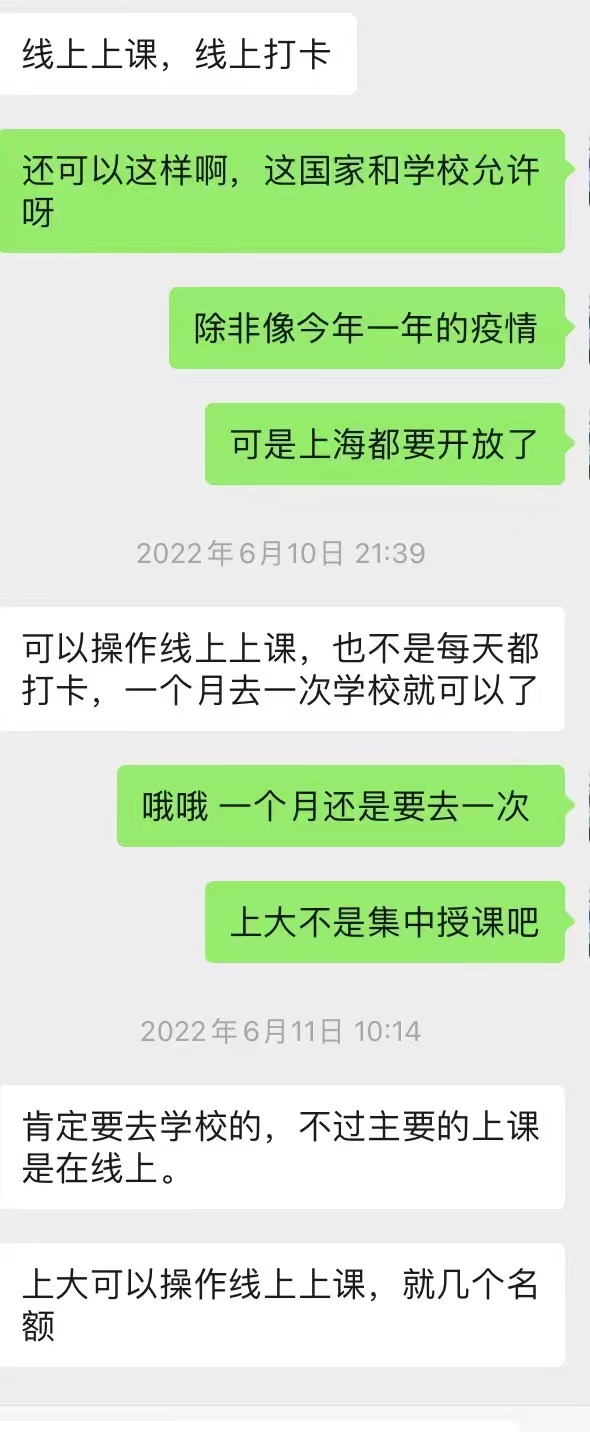 线上上课，线上打卡
还可以这样啊，这国家和学校允许
呀
除非像今年一年的疫情
可是上海都要开放了
2022年6月10日 21:39
可以操作线上上课，也不是每天都
打卡，一个月去一次学校就可以了
哦哦 一个月还是要去一次
上大不是集中授课吧
2022年6月11日 10:14
肯定要去学校的，不过主要的上课
是在线上。
上大可以操作线上上课，就几个名
额